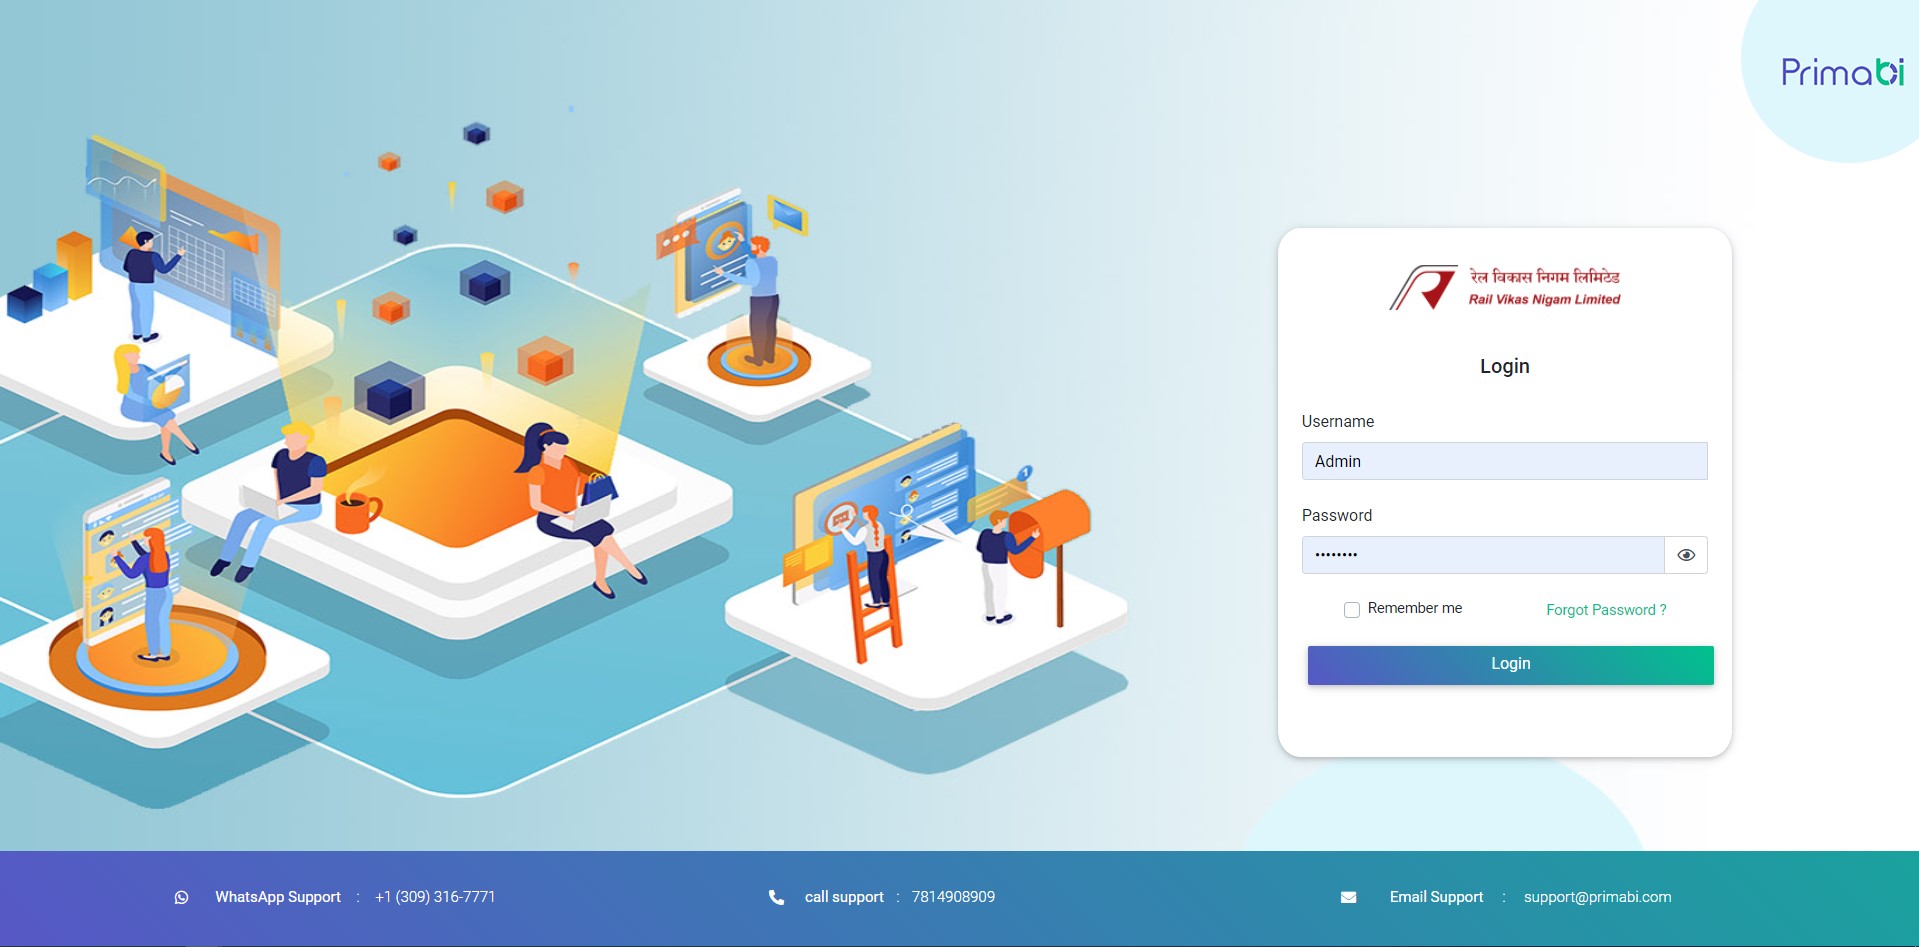 Primabi
रेल विकास निगम लिमिटेड
Rail Vikas Nigam Limited
Login
Username
Admin
Password
••••••••
Remember me
Forgot Password ?
Login
WhatsApp Support : +1 (309) 316-7771
call support : 7814908909
Email Support : support@primabi.com